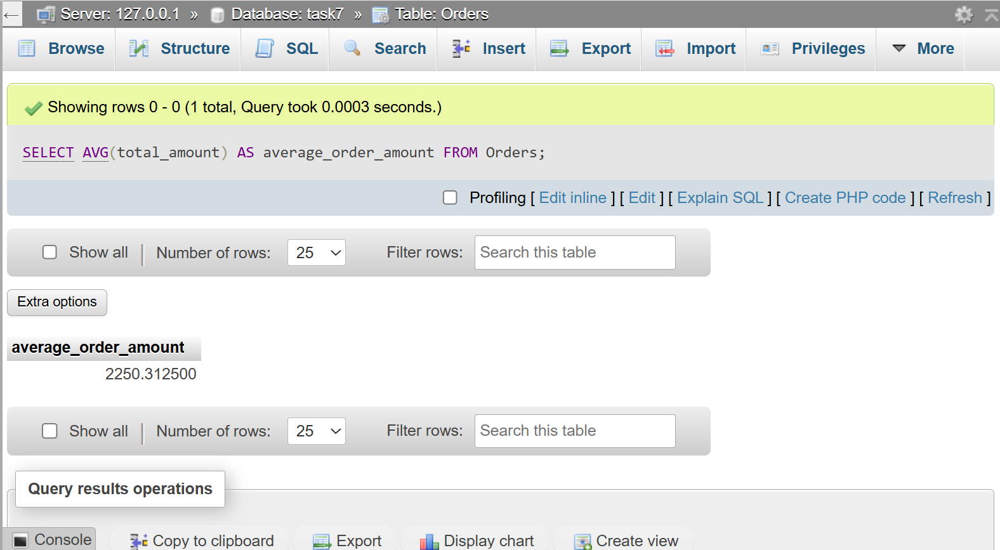 ← Server: 127.0.0.1 » Database: task7 » Table: Orders
Browse Structure SQL Search Insert Export Import Privileges More
Showing rows 0 - 0 (1 total, Query took 0.0003 seconds.)
SELECT AVG(total_amount) AS average_order_amount FROM Orders;
Profiling [ Edit inline ] [ Edit ] [ Explain SQL ] [ Create PHP code ] [ Refresh ]
Show all | Number of rows: 25 Filter rows: Search this table
Extra options
average_order_amount
2250.312500
Show all | Number of rows: 25 Filter rows: Search this table
Query results operations
Console Copy to clipboard Export Display chart Create view